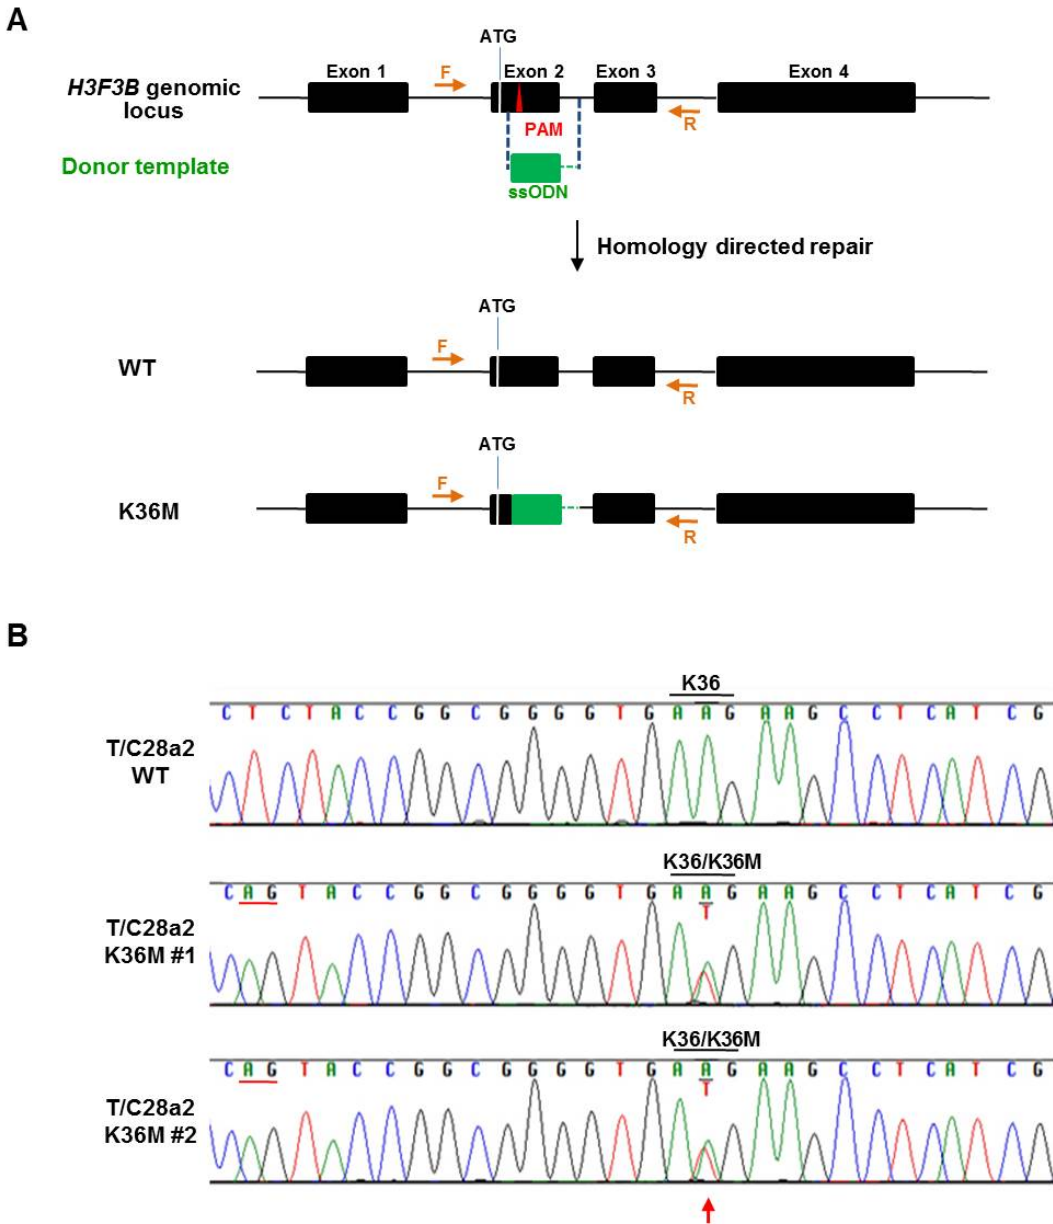 A
ATG
F
Exon 1
Exon 2
Exon 3
Exon 4
H3F3B genomic
locus
PAM
R
Donor template
ssODN
Homology directed repair
ATG
F
WT
R
ATG
F
K36M
R
B
K36
C T C T A C C G G C G G G G T G A A G A A G C C T C A T C G
T/C28a2
WT
K36/K36M
C A G T A C C G G C G G G G T G A A G A A G C C T C A T C G
T
T/C28a2
K36M #1
K36/K36M
C A G T A C C G G C G G G G T G A A G A A G C C T C A T C G
T
T/C28a2
K36M #2